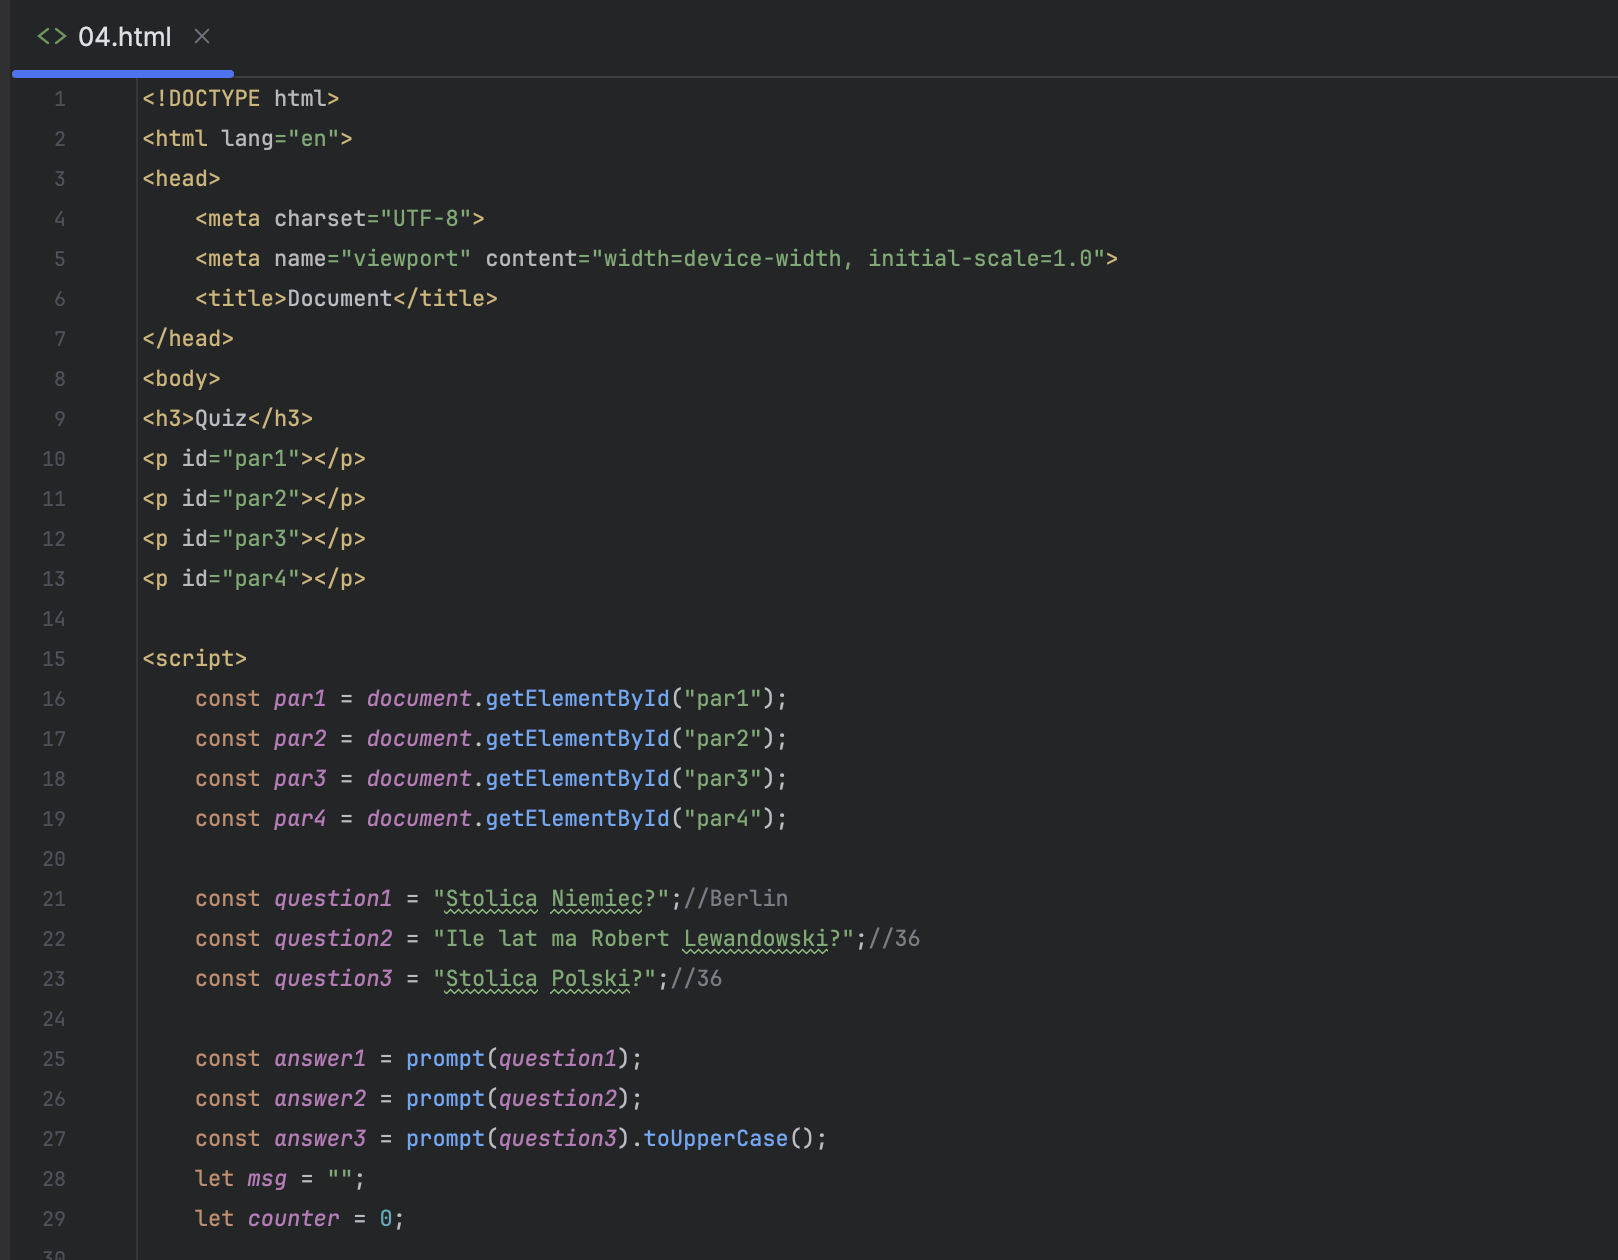 04.html
1 <!DOCTYPE html>
2 <html lang="en">
3 <head>
4     <meta charset="UTF-8">
5     <meta name="viewport" content="width=device-width, initial-scale=1.0">
6     <title>Document</title>
7 </head>
8 <body>
9 <h3>Quiz</h3>
10 <p id="par1"></p>
11 <p id="par2"></p>
12 <p id="par3"></p>
13 <p id="par4"></p>
14
15 <script>
16     const par1 = document.getElementById("par1");
17     const par2 = document.getElementById("par2");
18     const par3 = document.getElementById("par3");
19     const par4 = document.getElementById("par4");
20
21     const question1 = "Stolica Niemiec?";//Berlin
22     const question2 = "Ile lat ma Robert Lewandowski?";//36
23     const question3 = "Stolica Polski?";//36
24
25     const answer1 = prompt(question1);
26     const answer2 = prompt(question2);
27     const answer3 = prompt(question3).toUpperCase();
28     let msg = "";
29     let counter = 0;
30